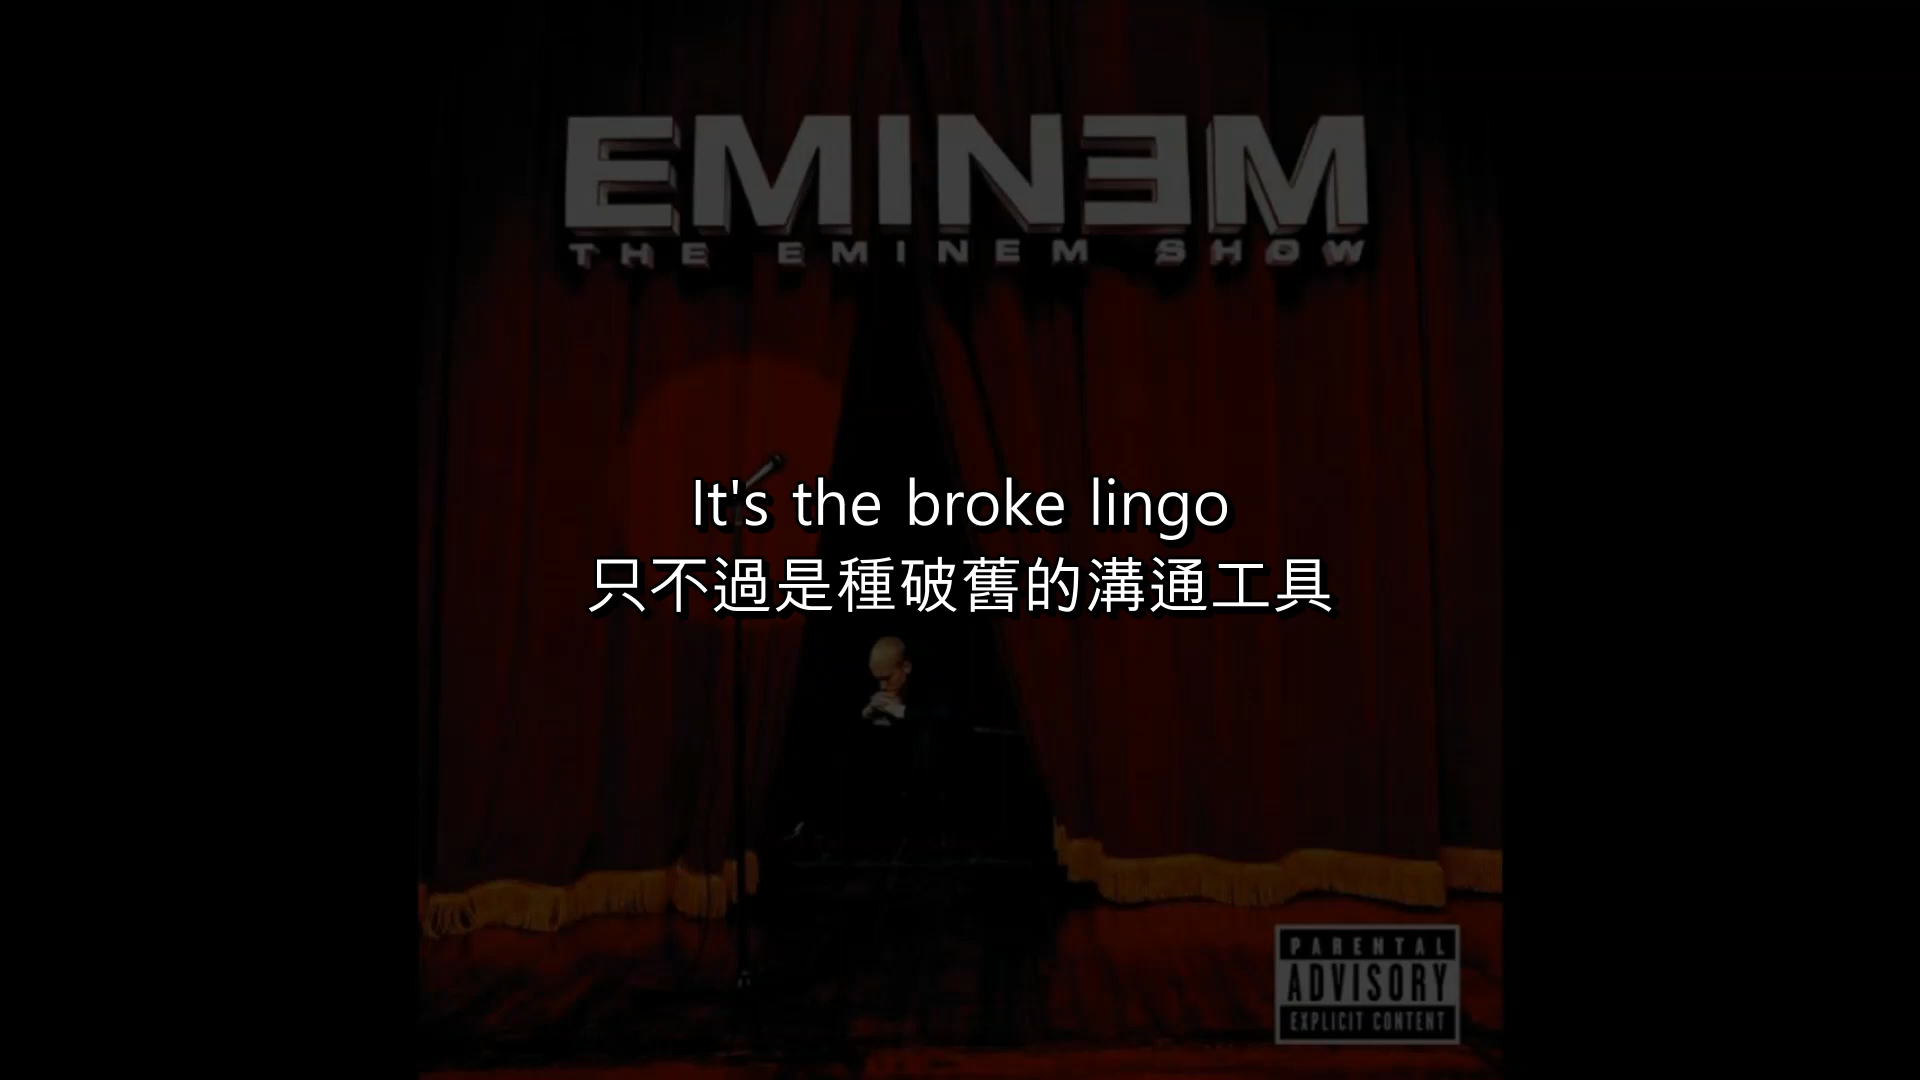 EMINƎM
THE EMINEM SHOW
It's the broke lingo
只不過是種破舊的溝通工具
PARENTAL
ADVISORY
EXPLICIT CONTENT